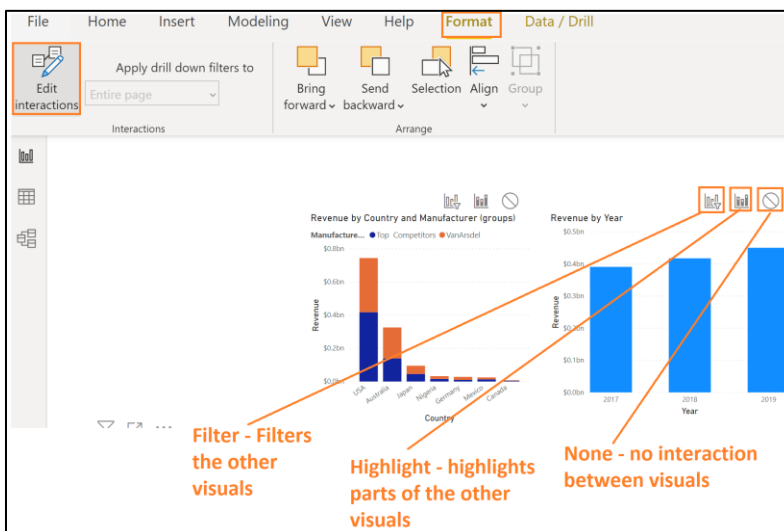 File Home Insert Modeling View Help Format Data / Drill
Edit interactions
Apply drill down filters to
Entire page
Bring forward
Send backward
Selection
Align
Group
Interactions
Arrange
Revenue by Country and Manufacturer (groups)
Manufacture... Top Competitors VanArsdel
$0.8bn
$0.6bn
$0.4bn
$0.2bn
$0.0bn
Revenue
USA
Australia
Japan
Nigeria
Germany
Mexico
Canada
Country
Revenue by Year
$0.5bn
$0.4bn
$0.3bn
$0.2bn
$0.1bn
$0.0bn
Revenue
2017
2018
2019
Year
Filter - Filters
the other
visuals
Highlight - highlights
parts of the other
visuals
None - no interaction
between visuals